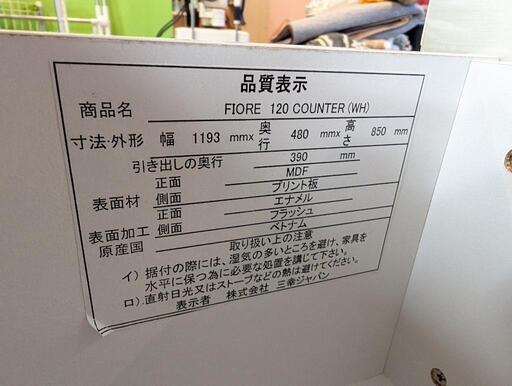 品質表示
商品名 FIORE 120 COUNTER (WH)
寸法・外形 幅 1193 mmx 奥行 480 mmx 高さ 850 mm
引き出しの奥行 390 mm
表面材 正面 MDF
側面 プリント板
表面加工 正面 エナメル
側面 フラッシュ
原産国 ベトナム
取り扱い上の注意
イ) 据付の際には、湿気の多いところを避け、家具を
水平に保つ為に必要な処置を講じて下さい。
ロ). 直射日光又はストーブなどの熱は避けてください。
表示者 株式会社 三幸ジャパン